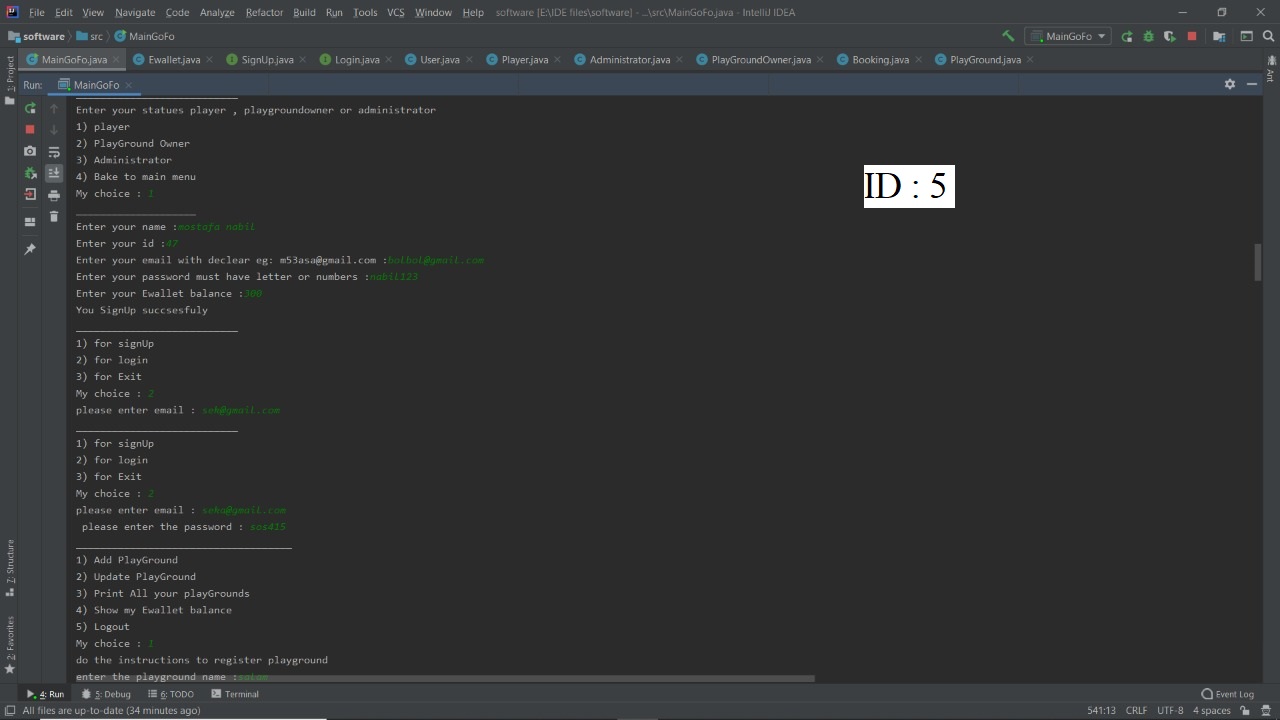 File Edit View Navigate Code Analyze Refactor Build Run Tools VCS Window Help software [E:\IDE files\software] - ...\src\MainGoFo.java - IntelliJ IDEA
software src MainGoFo MainGoFo
MainGoFo.java Ewallet.java SignUp.java Login.java User.java Player.java Administrator.java PlayGroundOwner.java Booking.java PlayGround.java
1: Project
Ant
Run: MainGoFo
Enter your statues player , playgroundowner or administrator
1) player
2) PlayGround Owner
3) Administrator
4) Bake to main menu
My choice : 1
____________________
ID : 5
Enter your name :mostafa nabil
Enter your id :47
Enter your email with declear eg: m53asa@gmail.com :bolbol@gmail.com
Enter your password must have letter or numbers :nabil123
Enter your Ewallet balance :300
You SignUp succsesfuly
___________________________
1) for signUp
2) for login
3) for Exit
My choice : 2
please enter email : sek@gmail.com
___________________________
1) for signUp
2) for login
3) for Exit
My choice : 2
please enter email : seka@gmail.com
please enter the password : sos415
____________________________________
1) Add PlayGround
2) Update PlayGround
3) Print All your playGrounds
4) Show my Ewallet balance
5) Logout
My choice : 1
do the instructions to register playground
enter the playground name :salam
7: Structure
2: Favorites
4: Run 5: Debug 6: TODO Terminal Event Log
All files are up-to-date (34 minutes ago) 541:13 CRLF UTF-8 4 spaces